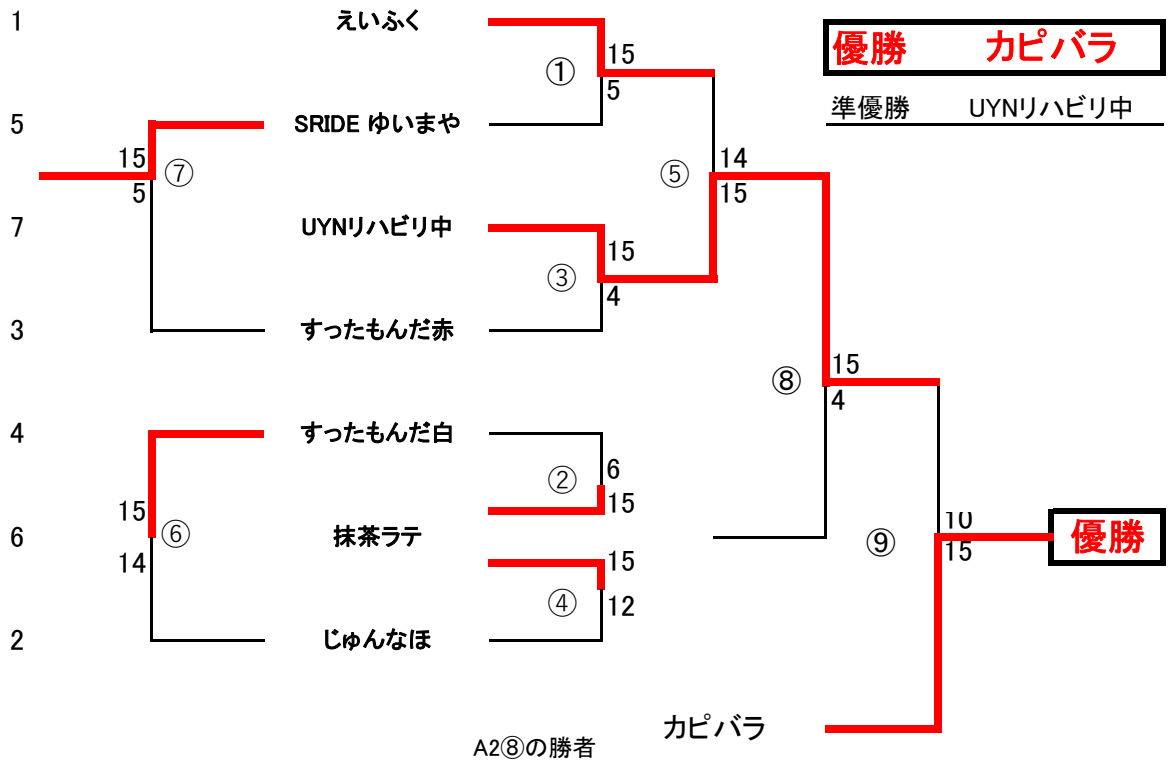 1 えいふく
優勝 カピバラ
① 15
5
5 SRIDE ゆいまや
準優勝 UYNリハビリ中
15 ⑦ ⑤ 14
5 15
7 UYNリハビリ中
15
③ 4
3 すったもんだ赤
⑧ 15
4
4 すったもんだ白
② 6
15
15 ⑥
6 抹茶ラテ
14
⑨ 10
15 優勝
15
④ 12
2 じゅんなほ
カピバラ
A2⑧の勝者